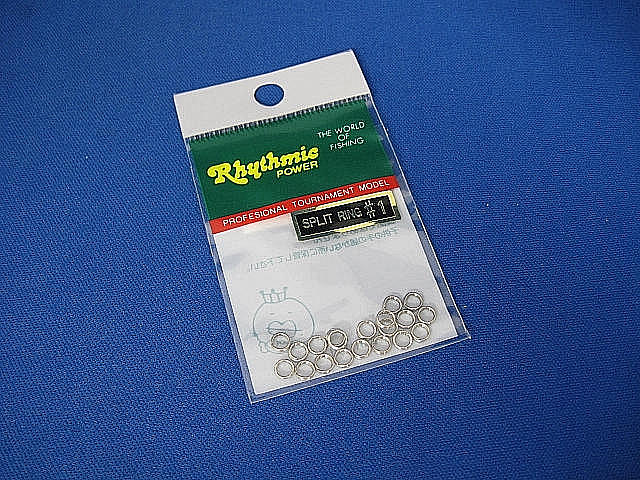 THE WORLD
OF
FISHING
Rhythmic
POWER
PROFESIONAL TOURNAMENT MODEL
SPLIT RING #1